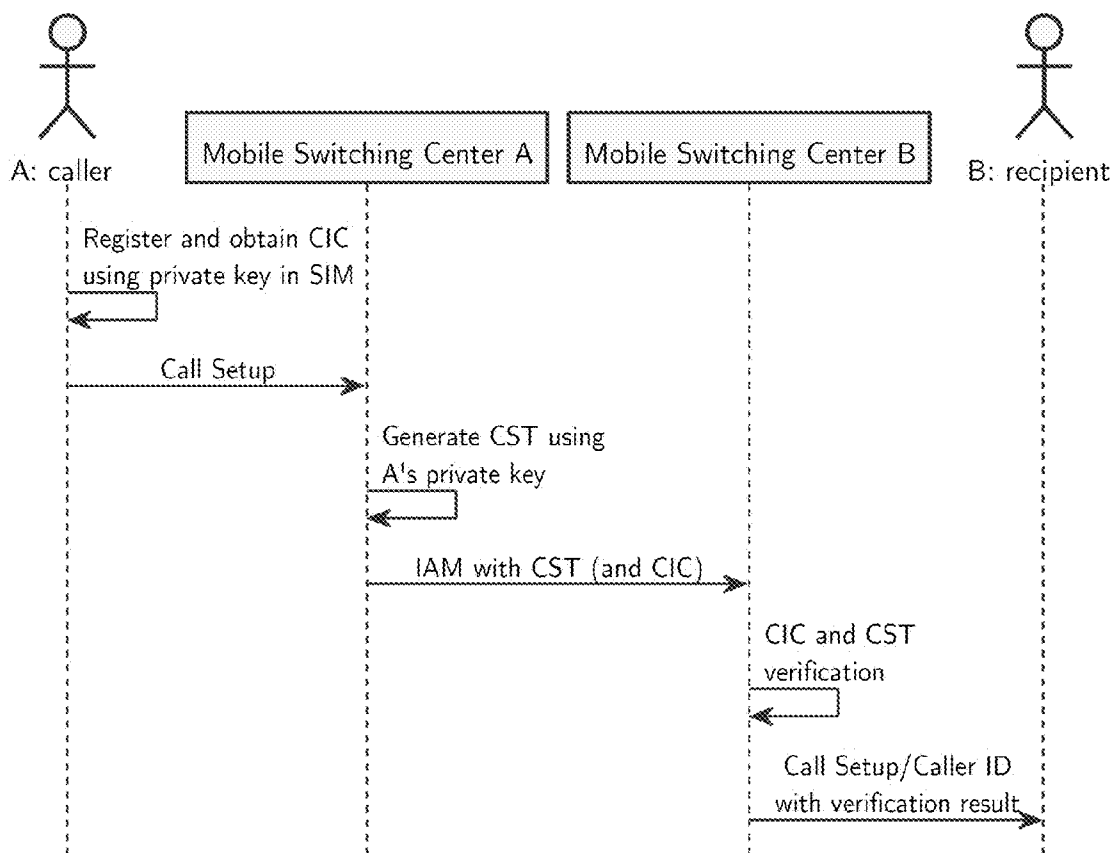 A: caller
Mobile Switching Center A
Mobile Switching Center B
B: recipient
Register and obtain CIC
using private key in SIM
Call Setup
Generate CST using
A's private key
IAM with CST (and CIC)
CIC and CST
verification
Call Setup/Caller ID
with verification result